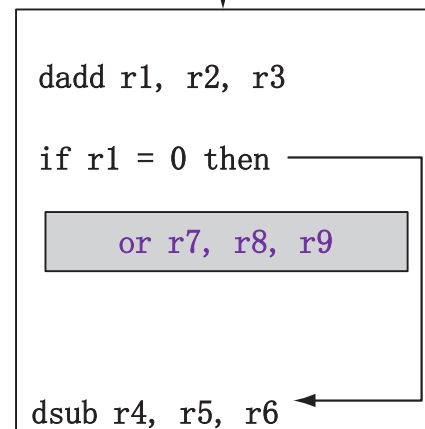 dadd r1, r2, r3
if r1 = 0 then
or r7, r8, r9
dsub r4, r5, r6